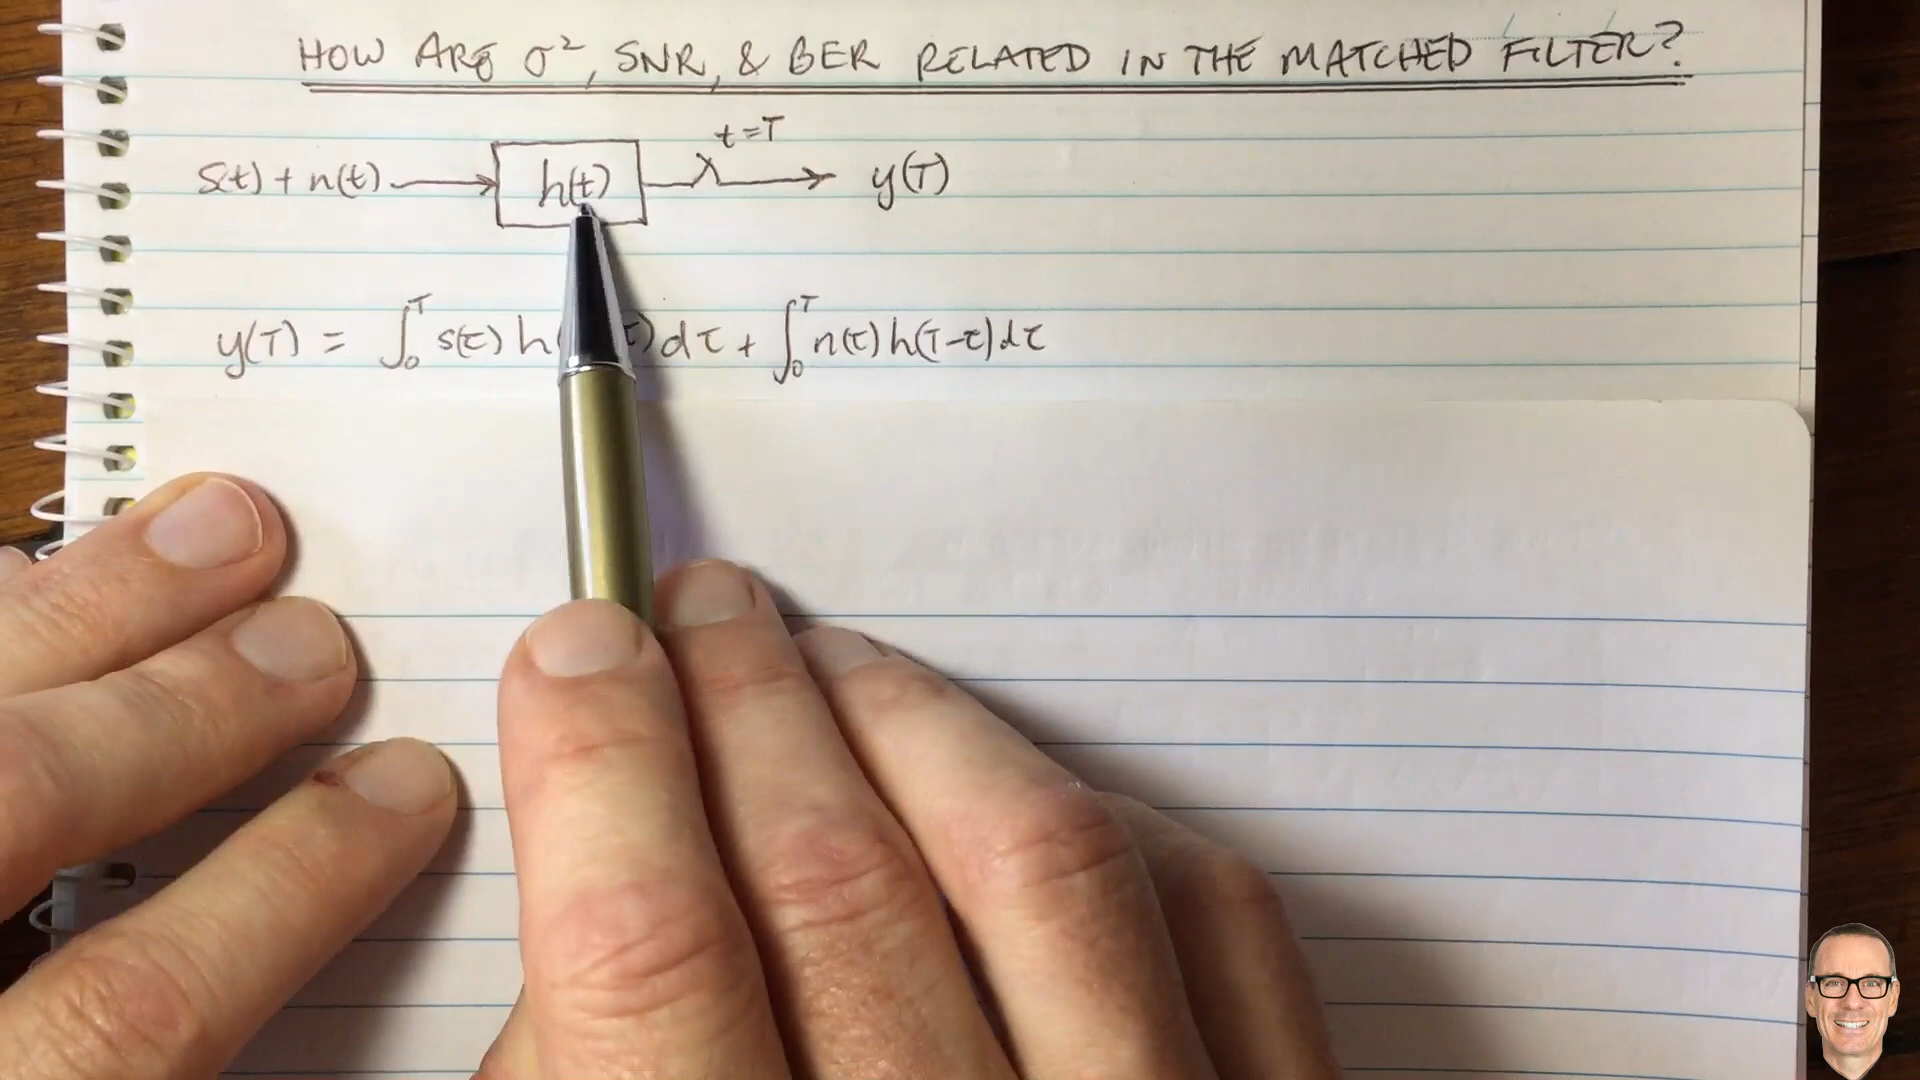 HOW ARE σ², SNR, & BER RELATED IN THE MATCHED FILTER?
t=T
s(t) + n(t) h(t) y(T)
y(T) = ∫₀ᵀ s(τ) h( τ) dτ + ∫₀ᵀ n(τ) h(T-τ) dτ